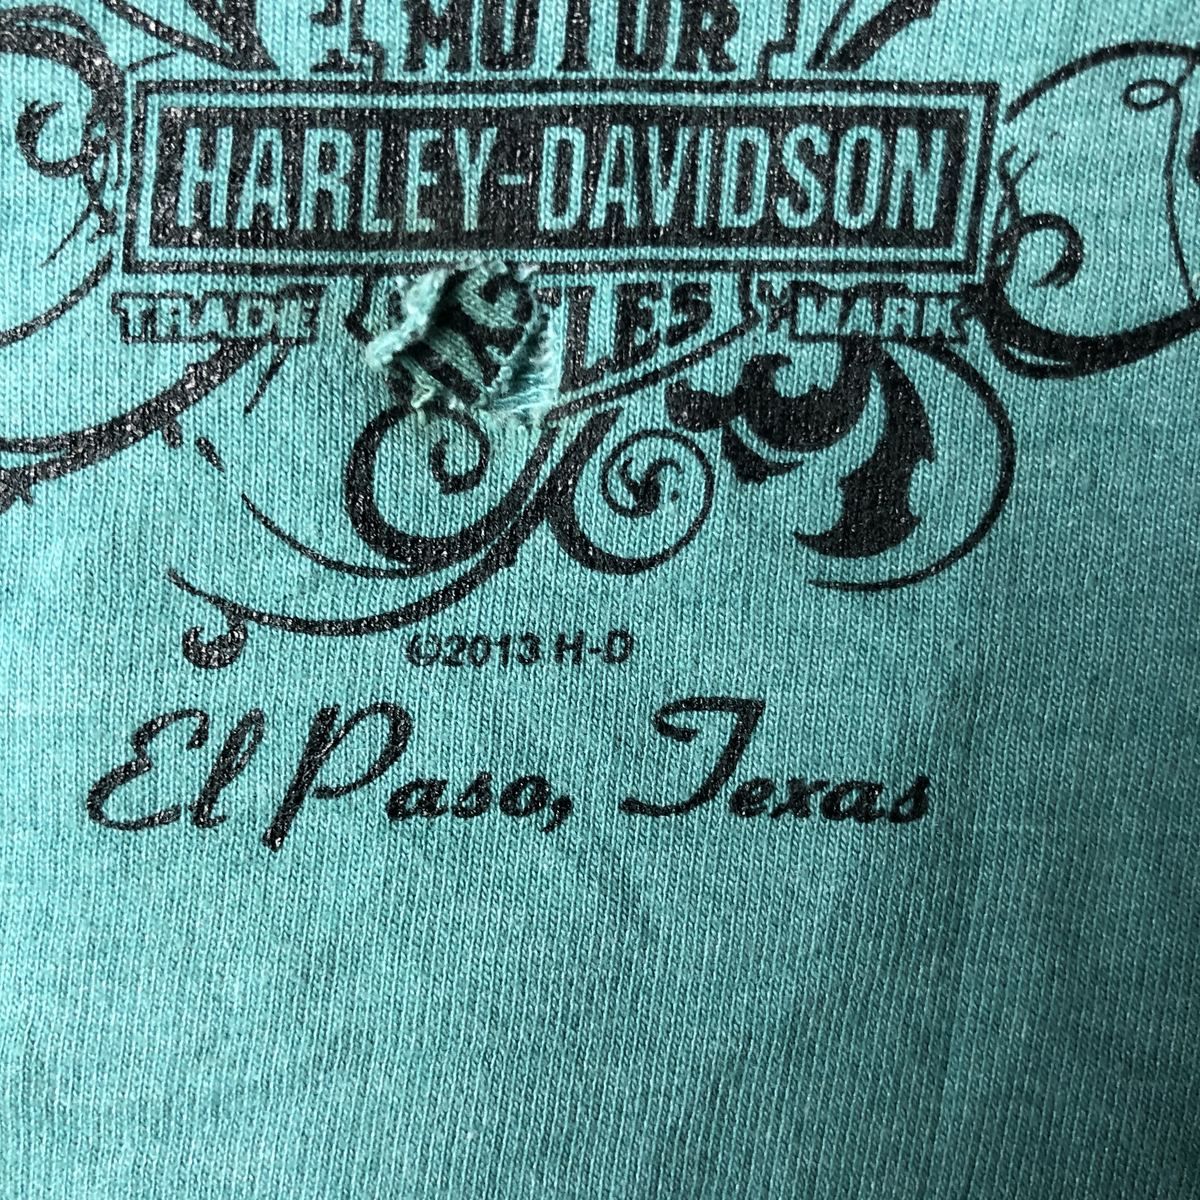 MOTOR
HARLEY-DAVIDSON
TRADE MARK
©2013 H-D
El Paso, Texas